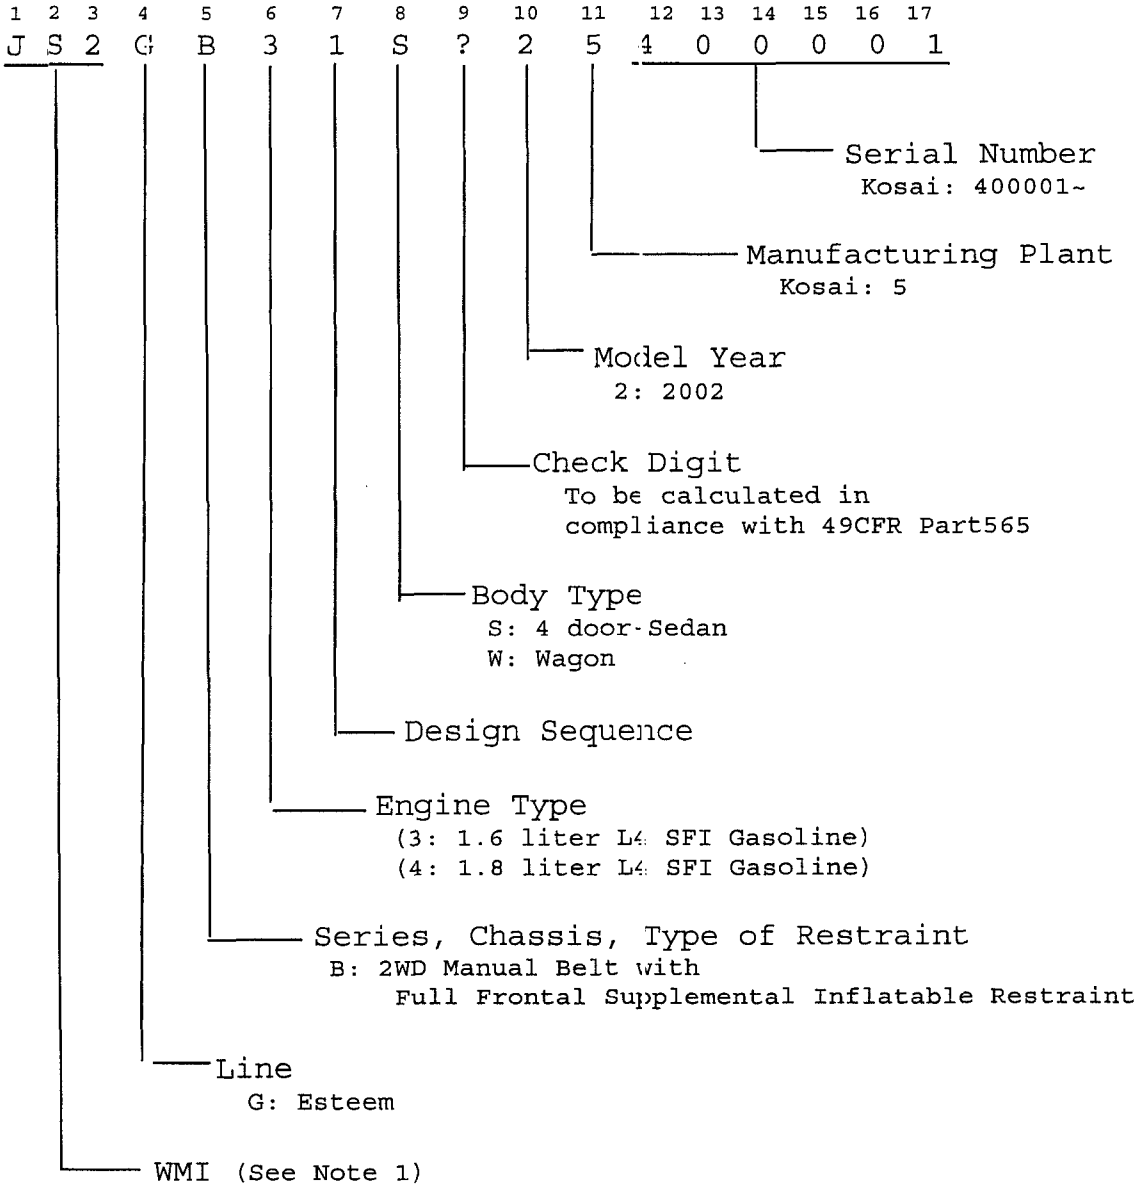 1 2 3 4 5 6 7 8 9 10 11 12 13 14 15 16 17
J S 2 G B 3 1 S ? 2 5 4 0 0 0 0 1
Serial Number
Kosai: 400001~
Manufacturing Plant
Kosai: 5
Model Year
2: 2002
Check Digit
To be calculated in
compliance with 49CFR Part565
Body Type
S: 4 door-Sedan
W: Wagon
Design Sequence
Engine Type
(3: 1.6 liter L4 SFI Gasoline)
(4: 1.8 liter L4 SFI Gasoline)
Series, Chassis, Type of Restraint
B: 2WD Manual Belt with
Full Frontal Supplemental Inflatable Restraint
Line
G: Esteem
WMI (See Note 1)